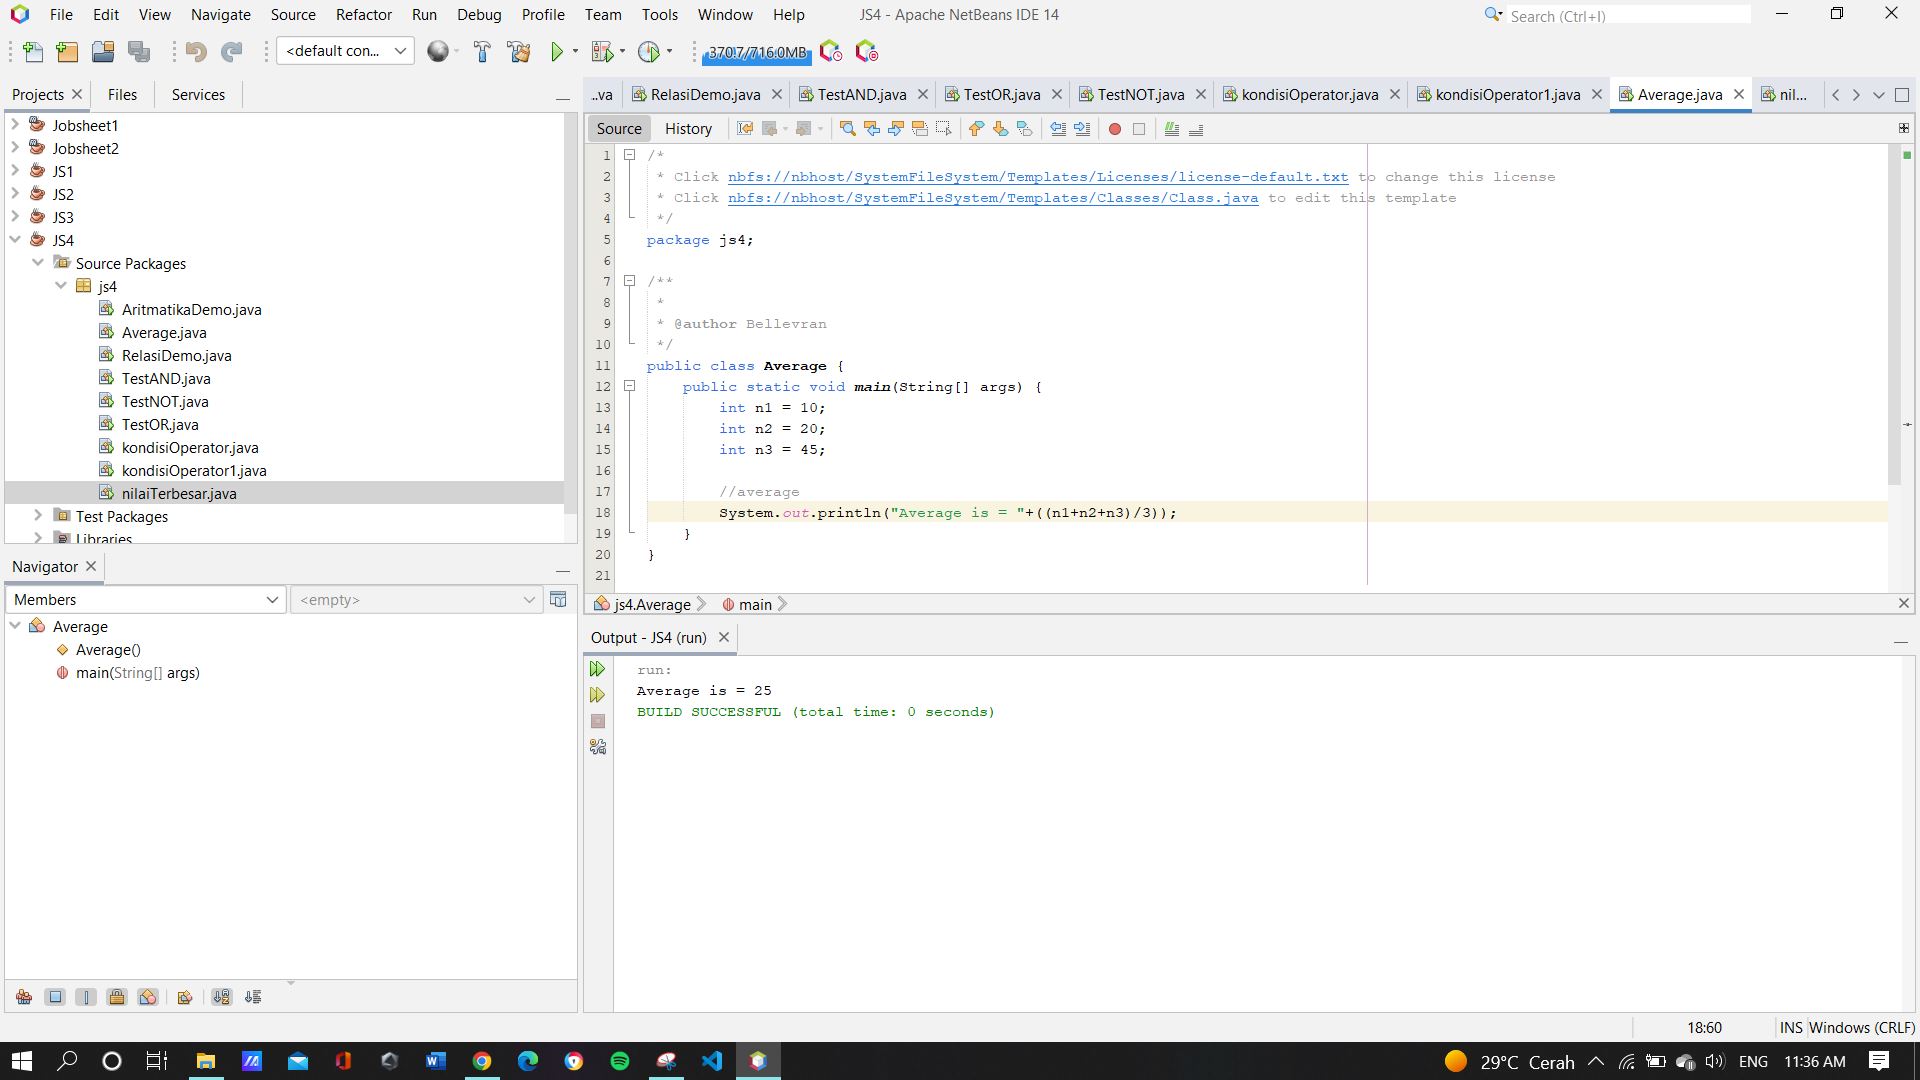 File Edit View Navigate Source Refactor Run Debug Profile Team Tools Window Help JS4 - Apache NetBeans IDE 14 Search (Ctrl+I)
<default con... 370.7/716.0MB
Projects Files Services
Jobsheet1
Jobsheet2
JS1
JS2
JS3
JS4
Source Packages
js4
AritmatikaDemo.java
Average.java
RelasiDemo.java
TestAND.java
TestNOT.java
TestOR.java
kondisiOperator.java
kondisiOperator1.java
nilaiTerbesar.java
Test Packages
Libraries
Navigator
Members <empty>
Average
Average()
main(String[] args)
..va RelasiDemo.java TestAND.java TestOR.java TestNOT.java kondisiOperator.java kondisiOperator1.java Average.java nil...
Source History
1 /*
2 * Click nbfs://nbhost/SystemFileSystem/Templates/Licenses/license-default.txt to change this license
3 * Click nbfs://nbhost/SystemFileSystem/Templates/Classes/Class.java to edit this template
4 */
5 package js4;
6
7 /**
8 *
9 * @author Bellevran
10 */
11 public class Average {
12 public static void main(String[] args) {
13 int n1 = 10;
14 int n2 = 20;
15 int n3 = 45;
16
17 //average
18 System.out.println("Average is = "+((n1+n2+n3)/3));
19 }
20 }
21
js4.Average main
Output - JS4 (run)
run:
Average is = 25
BUILD SUCCESSFUL (total time: 0 seconds)
18:60 INS Windows (CRLF)
29°C Cerah ENG 11:36 AM